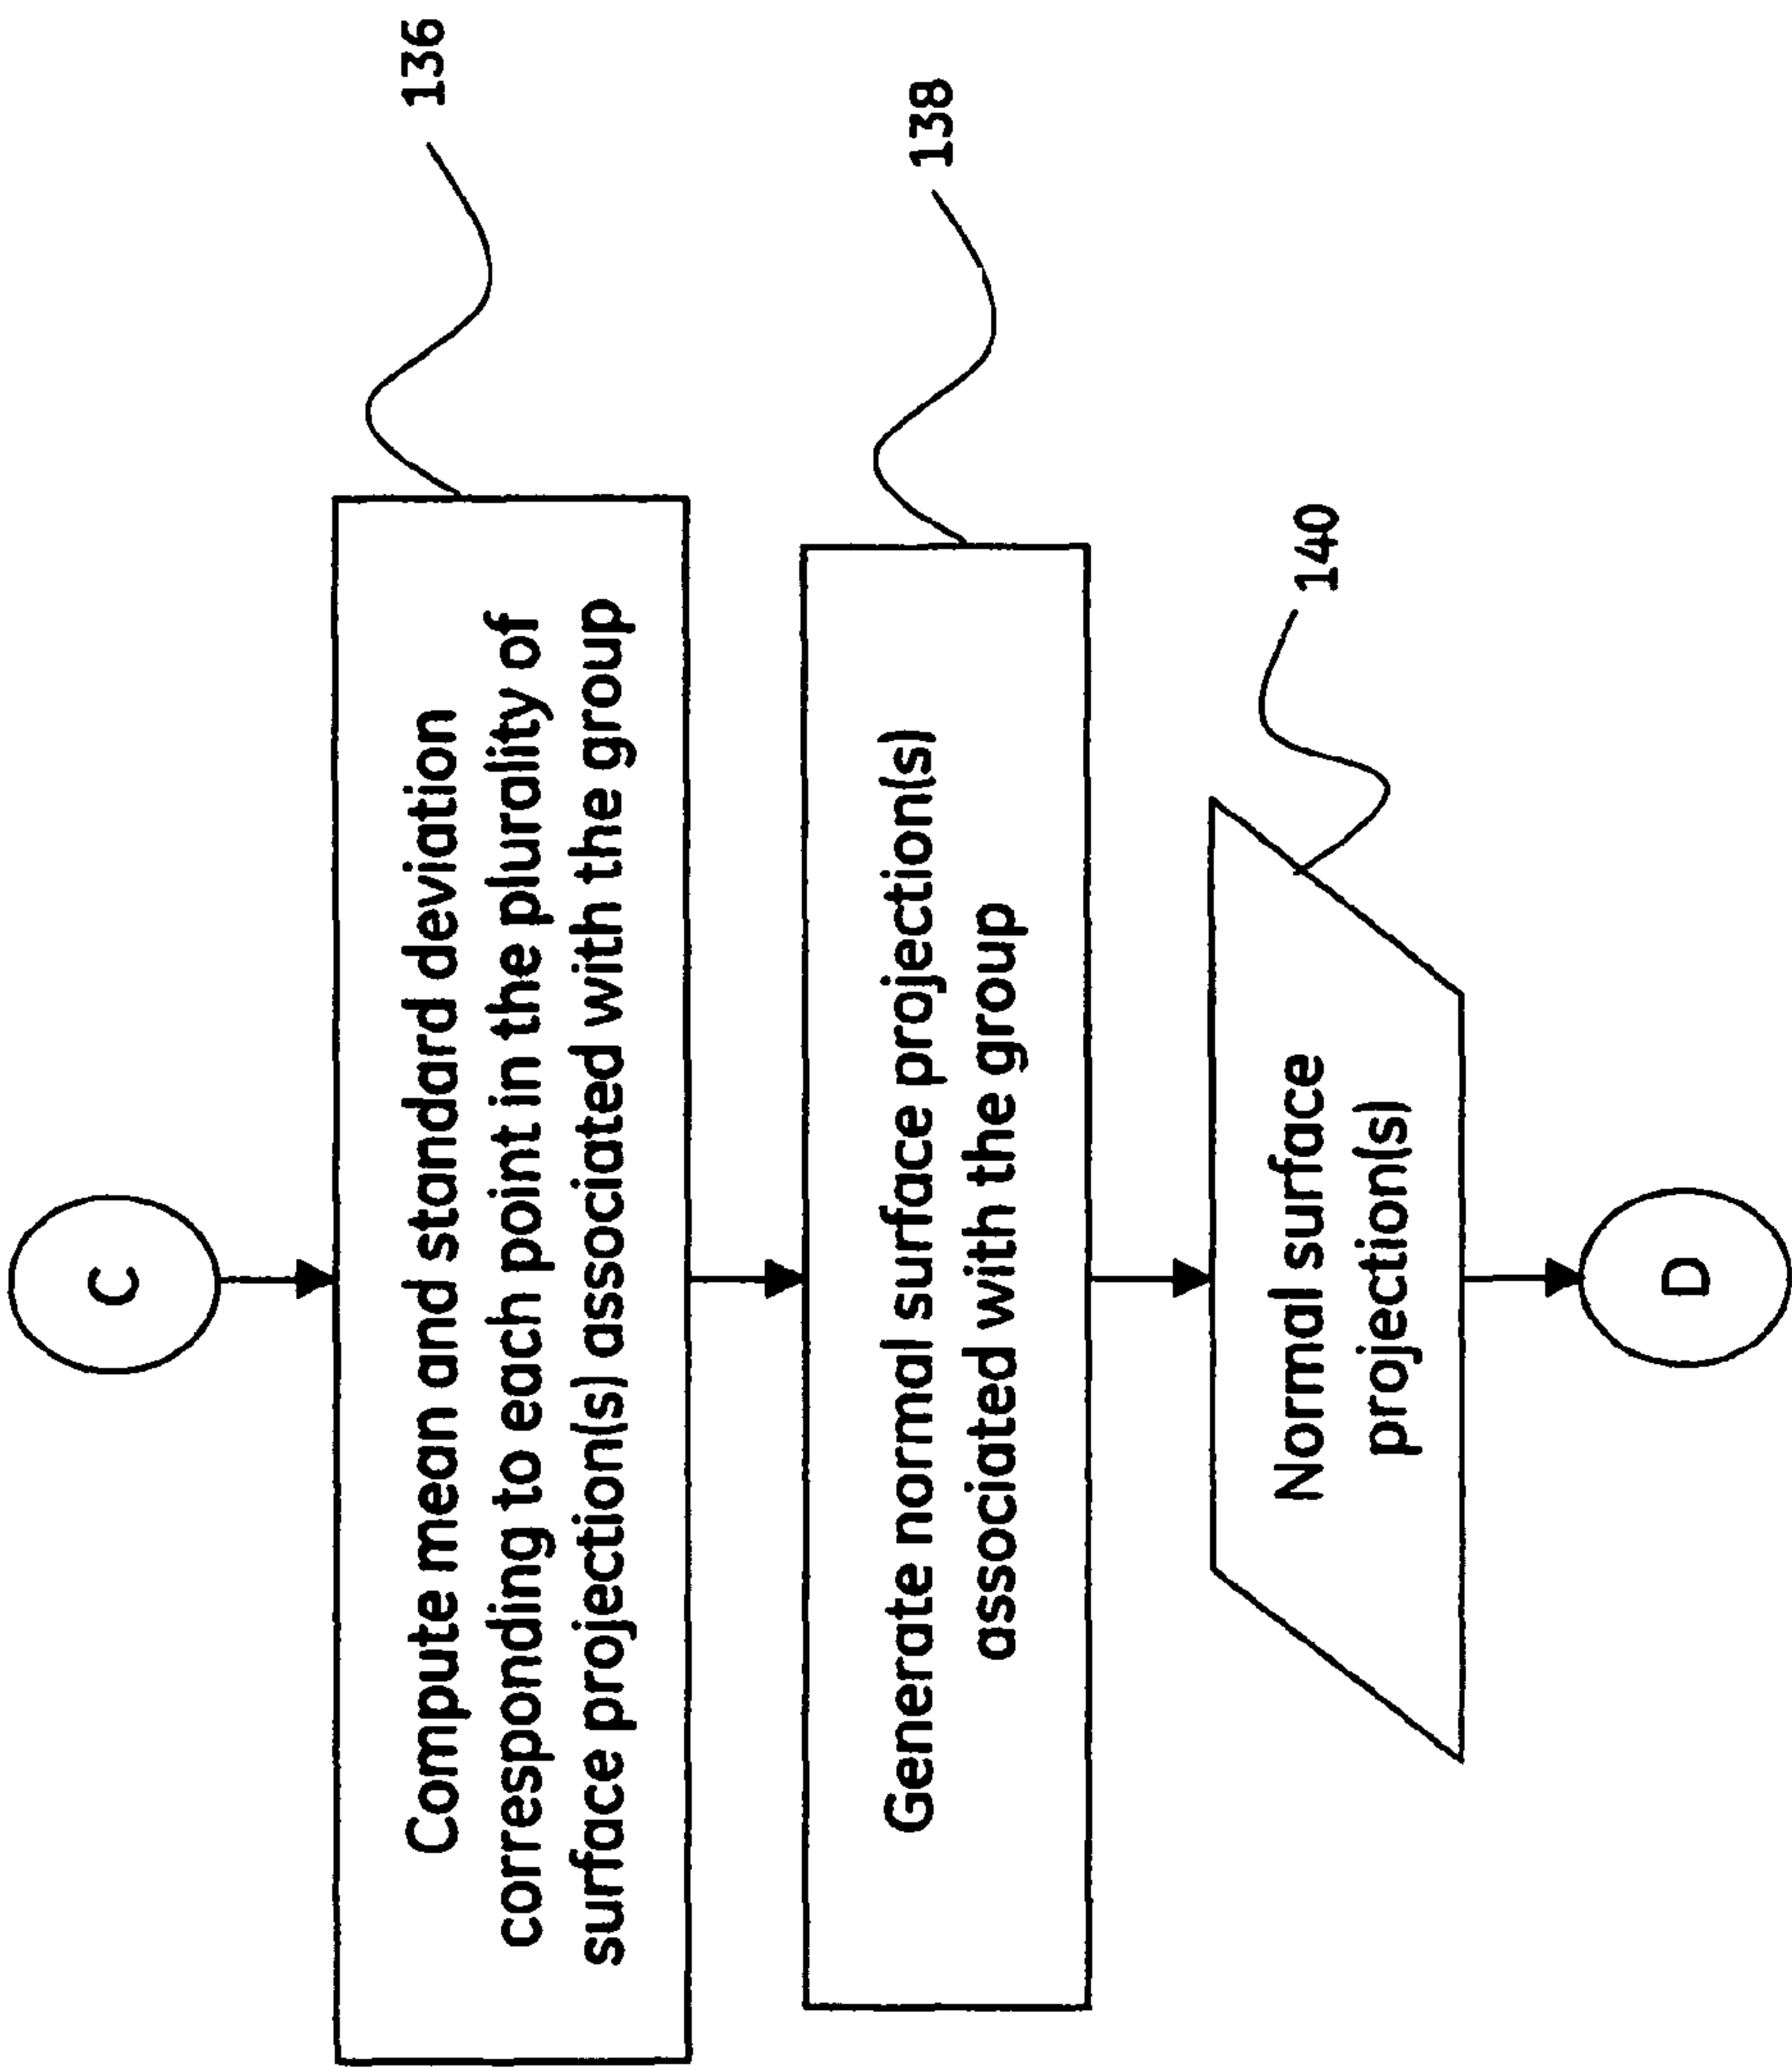 C
Compute mean and standard deviation
corresponding to each point in the plurality of
surface projection(s) associated with the group
136
Generate normal surface projection(s)
associated with the group
138
Normal surface
projection(s)
140
D